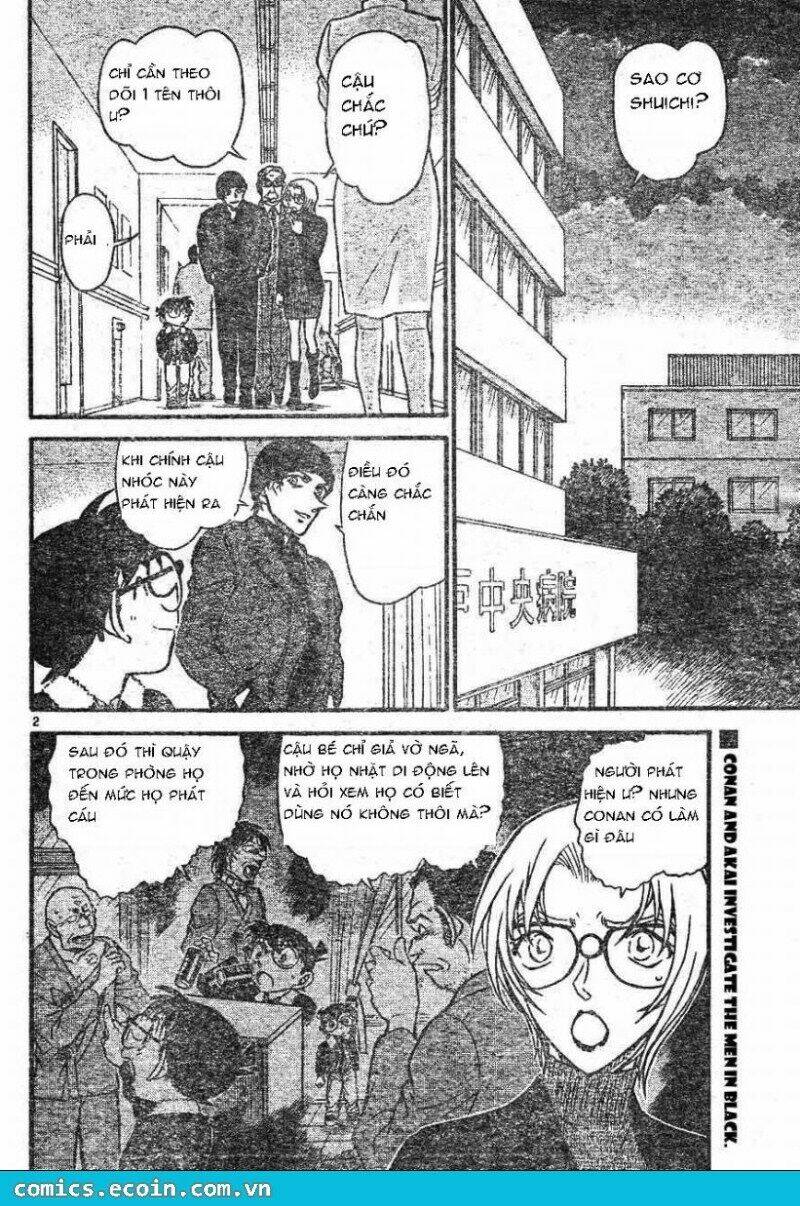 SAO CƠ
SHUICHI?
CẬU
CHẮC
CHỨ?
CHỈ CẦN THEO
DÕI 1 TÊN THÔI
Ư?
PHẢI
中央病院
ĐIỀU ĐÓ
CÀNG CHẮC
CHẮN
KHI CHÍNH CẬU
NHÓC NÀY
PHÁT HIỆN RA
2
NGƯỜI PHÁT
HIỆN Ư? NHƯNG
CONAN CÓ LÀM
GÌ ĐÂU
CẬU BÉ CHỈ GIẢ VỜ NGÃ,
NHỜ HỌ NHẶT DI ĐỘNG LÊN
VÀ HỎI XEM HỌ CÓ BIẾT
DÙNG NÓ KHÔNG THÔI MÀ?
SAU ĐÓ THÌ QUẬY
TRONG PHÒNG HỌ
ĐẾN MỨC HỌ PHÁT
CÁU
CONAN AND AKAI INVESTIGATE THE MEN IN BLACK.
comics.ecoin.com.vn